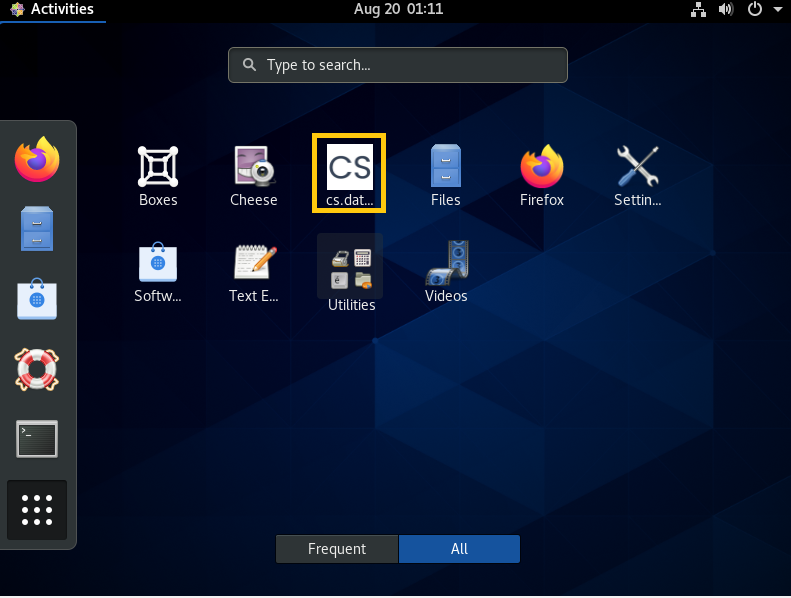 Activities
Aug 20 01:11
Type to search...
CS
Boxes
Cheese
cs.dat...
Files
Firefox
Settin...
Softw...
Text E...
Utilities
Videos
Frequent
All